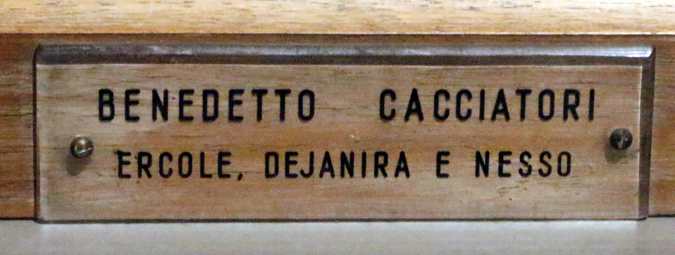 BENEDETTO CACCIATORI
ERCOLE, DEJANIRA E NESSO